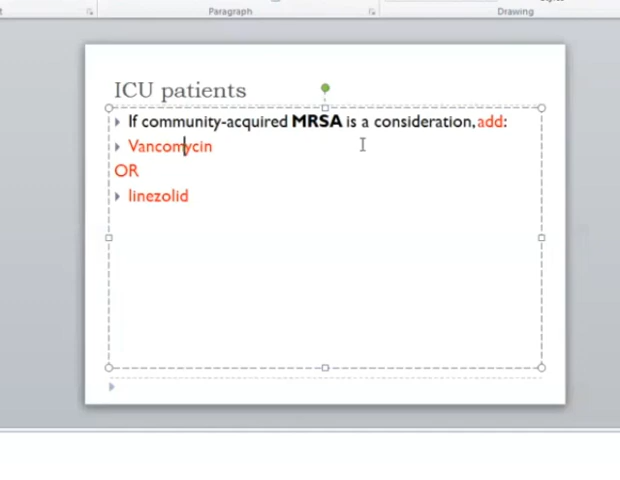 Paragraph
Drawing
ICU patients
If community-acquired MRSA is a consideration, add:
Vancomycin
OR
linezolid